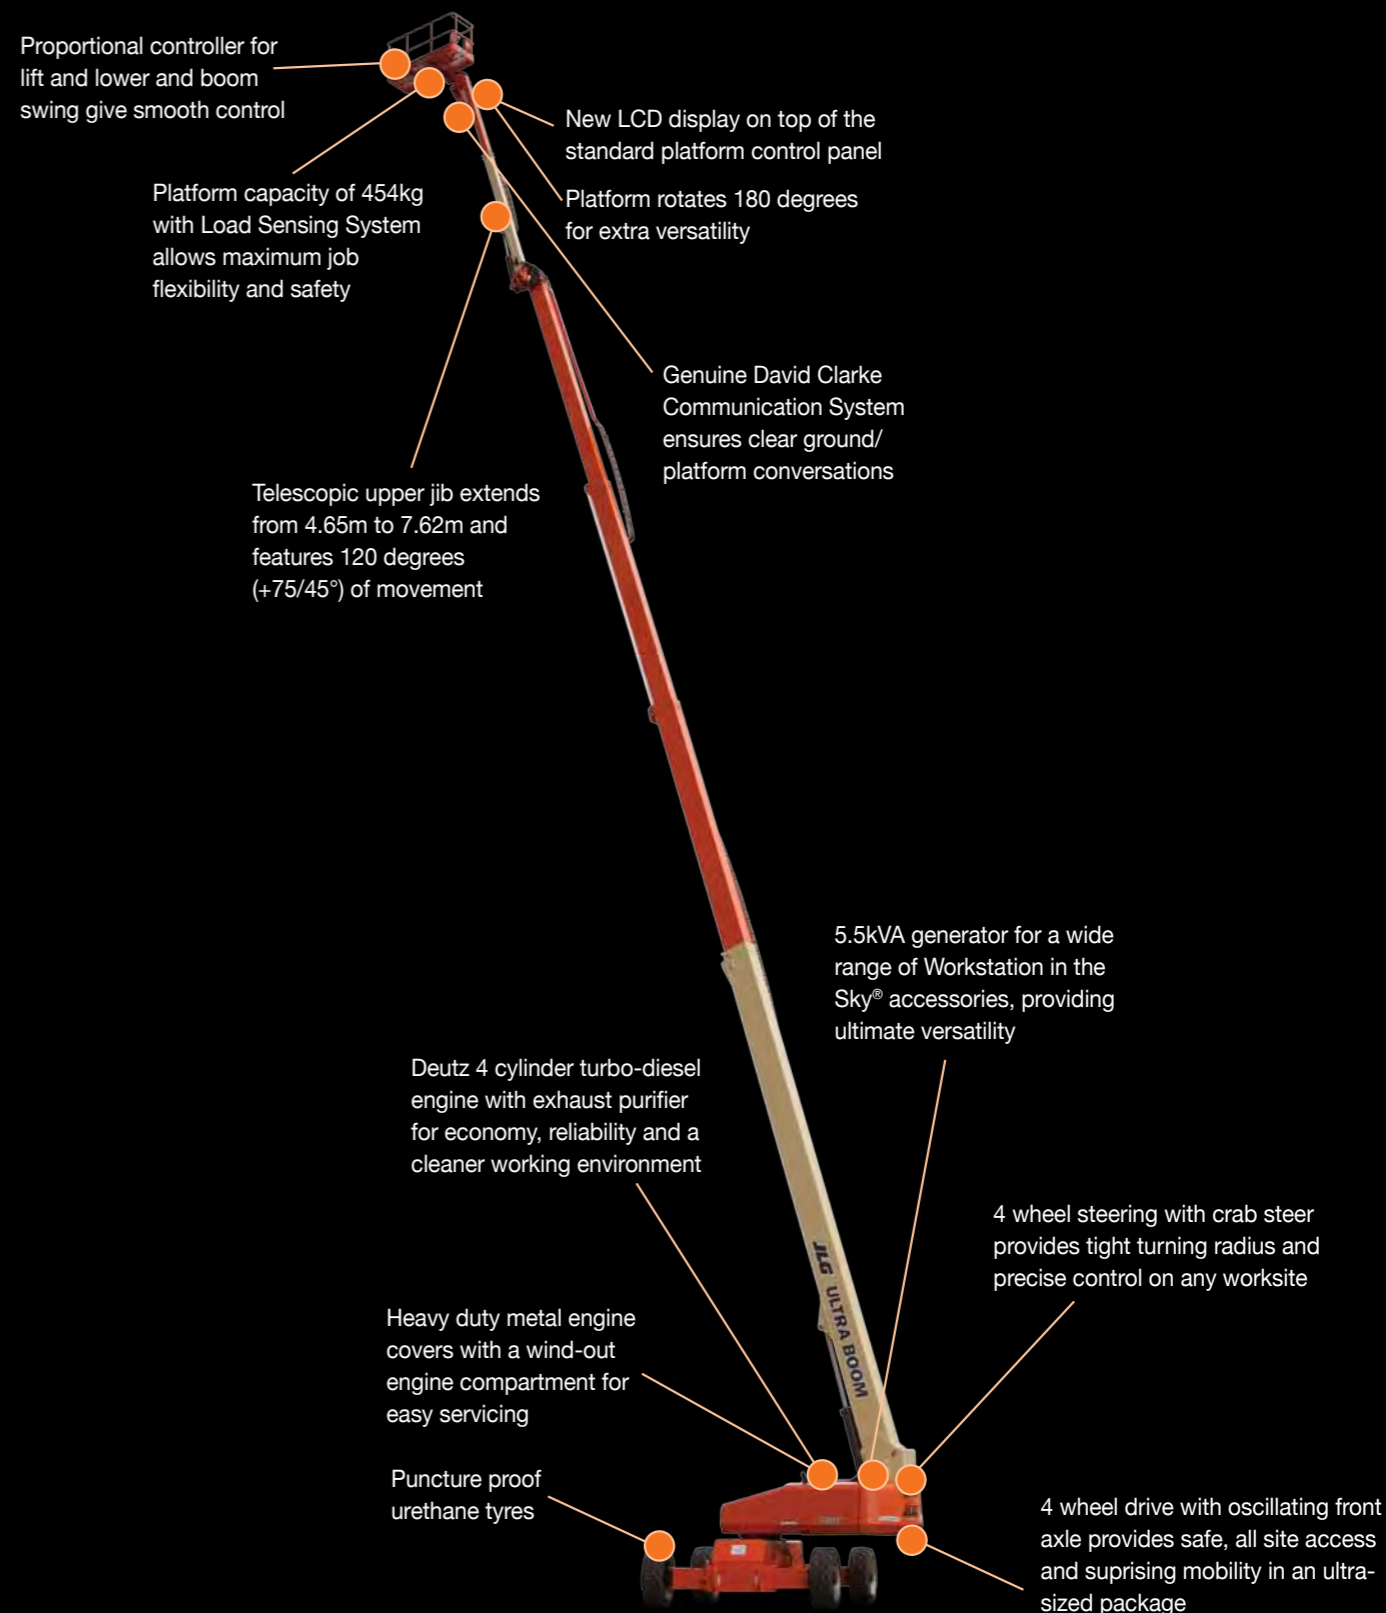 Proportional controller for
lift and lower and boom
swing give smooth control
New LCD display on top of the
standard platform control panel
Platform capacity of 454kg
with Load Sensing System
allows maximum job
flexibility and safety
Platform rotates 180 degrees
for extra versatility
Genuine David Clarke
Communication System
ensures clear ground/
platform conversations
Telescopic upper jib extends
from 4.65m to 7.62m and
features 120 degrees
(+75/45°) of movement
5.5kVA generator for a wide
range of Workstation in the
Sky® accessories, providing
ultimate versatility
Deutz 4 cylinder turbo-diesel
engine with exhaust purifier
for economy, reliability and a
cleaner working environment
4 wheel steering with crab steer
provides tight turning radius and
precise control on any worksite
JLG ULTRA BOOM
Heavy duty metal engine
covers with a wind-out
engine compartment for
easy servicing
Puncture proof
urethane tyres
JLG
4 wheel drive with oscillating front
axle provides safe, all site access
and suprising mobility in an ultra-
sized package